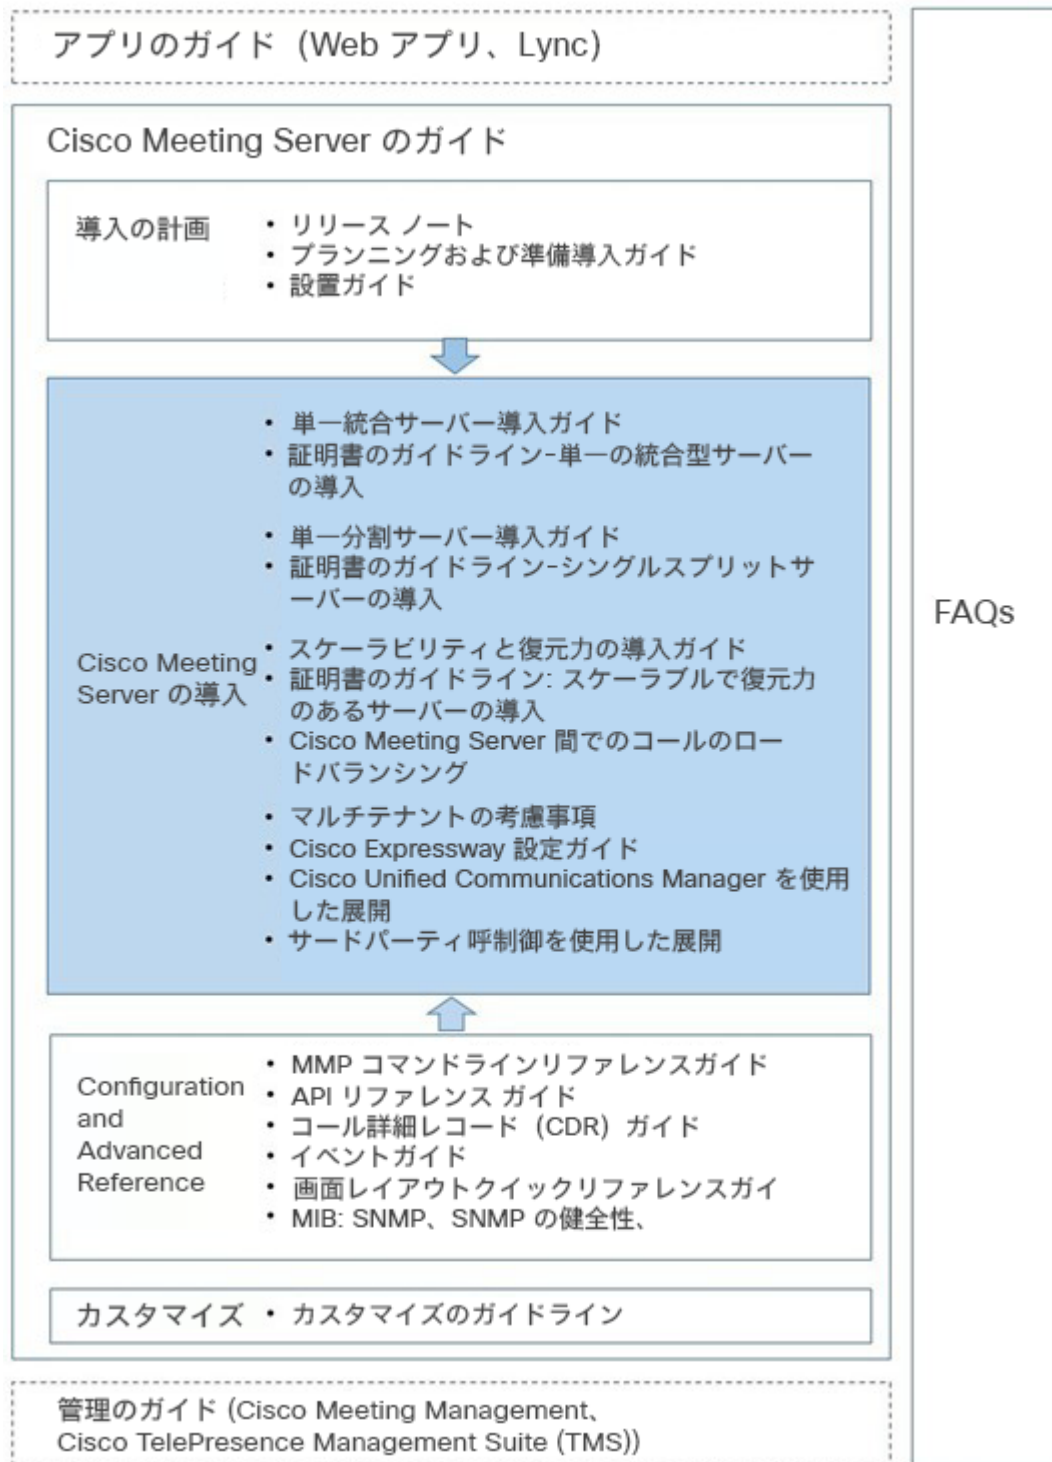 アプリのガイド（Web アプリ、Lync）
Cisco Meeting Server のガイド
導入の計画
• リリース ノート
• プランニングおよび準備導入ガイド
• 設置ガイド
Cisco Meeting
Server の導入
• 単一統合サーバー導入ガイド
• 証明書のガイドライン-単一の統合型サーバー
の導入
• 単一分割サーバー導入ガイド
• 証明書のガイドライン-シングルスプリットサ
ーバーの導入
• スケーラビリティと復元力の導入ガイド
• 証明書のガイドライン: スケーラブルで復元力
のあるサーバーの導入
• Cisco Meeting Server 間でのコールのロー
ドバランシング
• マルチテナントの考慮事項
• Cisco Expressway 設定ガイド
• Cisco Unified Communications Manager を使用
した展開
• サードパーティ呼制御を使用した展開
Configuration
and
Advanced
Reference
• MMP コマンドラインリファレンスガイド
• API リファレンス ガイド
• コール詳細レコード（CDR）ガイド
• イベントガイド
• 画面レイアウトクイックリファレンスガイ
• MIB: SNMP、SNMP の健全性、
カスタマイズ
• カスタマイズのガイドライン
管理のガイド (Cisco Meeting Management、
Cisco TelePresence Management Suite (TMS))
FAQs